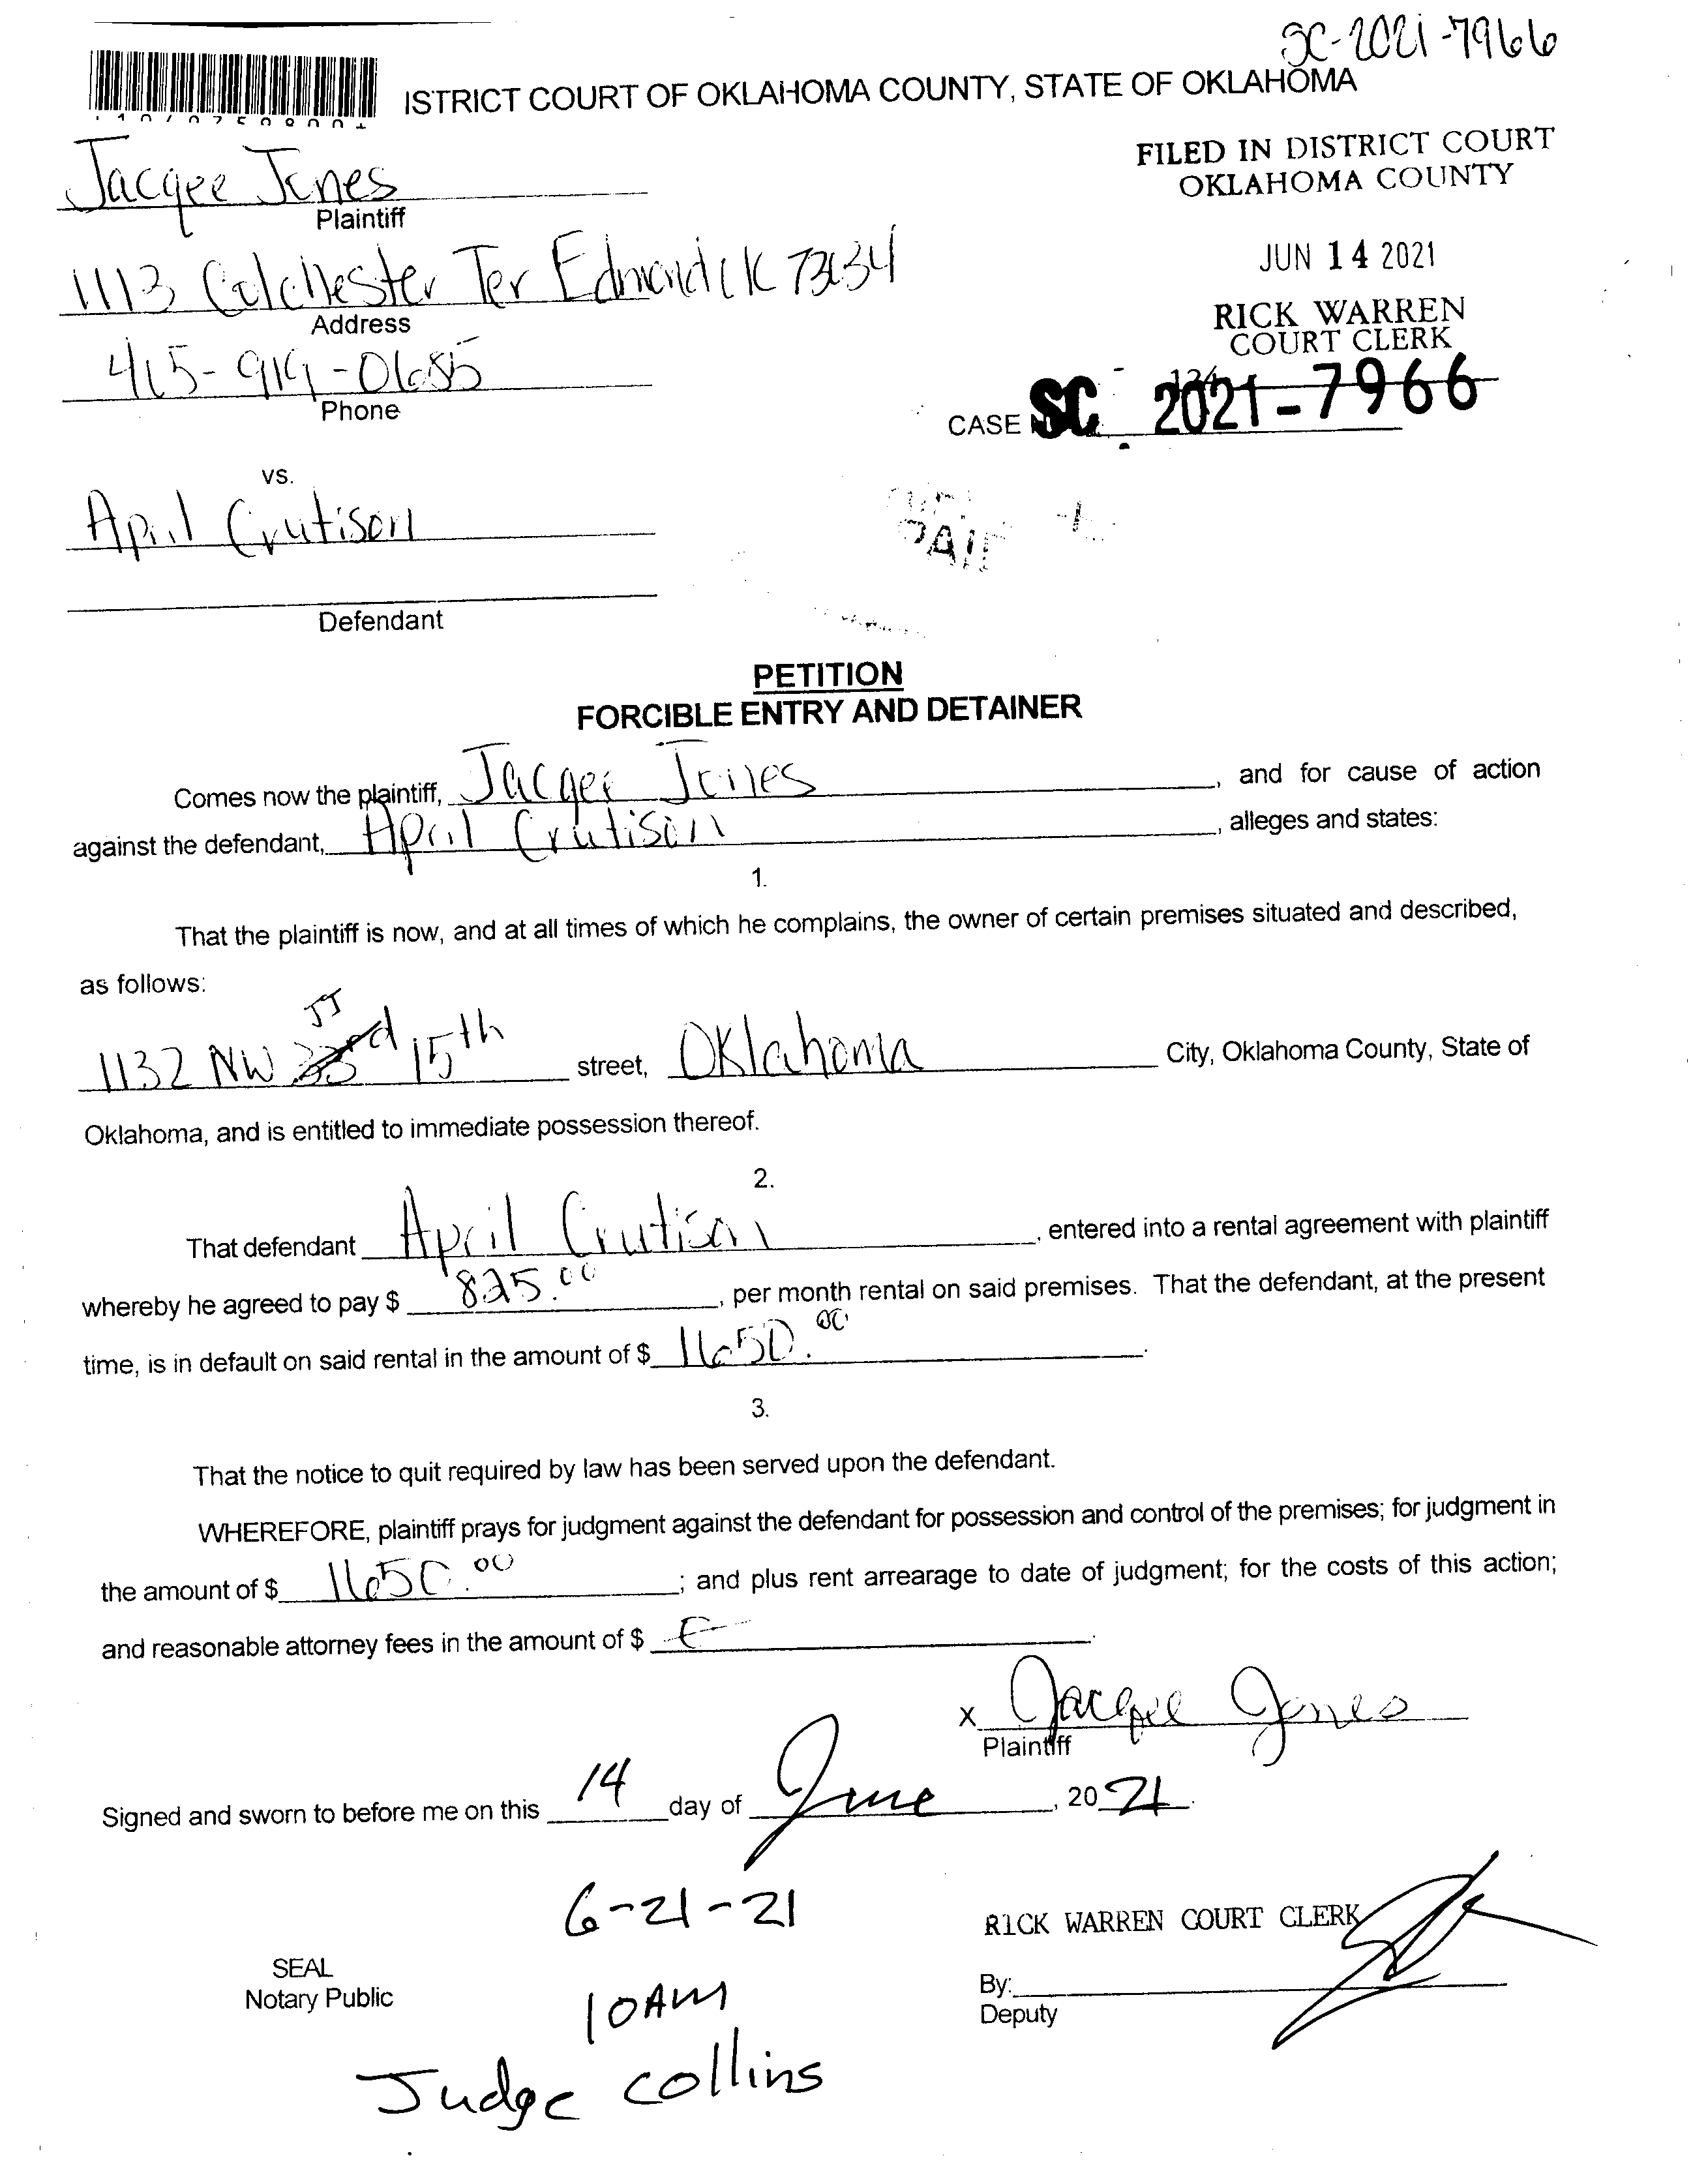 SC-2021-7966
ISTRICT COURT OF OKLAHOMA COUNTY, STATE OF OKLAHOMA
FILED IN DISTRICT COURT
OKLAHOMA COUNTY
JUN 14 2021
RICK WARREN
COURT CLERK
Jacqee Jones
Plaintiff
1113 Colchester Ter Edmond OK 73034
Address
405-919-0685
Phone
CASE SC 2021-7966
vs.
April Crutison
PAID
Defendant
PETITION
FORCIBLE ENTRY AND DETAINER
Comes now the plaintiff, Jacqee Jones, and for cause of action
against the defendant, April Crutison, alleges and states:
1.
That the plaintiff is now, and at all times of which he complains, the owner of certain premises situated and described,
as follows:
JJ
1132 NW 33rd 15th street, Oklahoma City, Oklahoma County, State of
Oklahoma, and is entitled to immediate possession thereof.
2.
That defendant April Crutison, entered into a rental agreement with plaintiff
whereby he agreed to pay $ 825.00, per month rental on said premises. That the defendant, at the present
time, is in default on said rental in the amount of $ 1650.00.
3.
That the notice to quit required by law has been served upon the defendant.
WHEREFORE, plaintiff prays for judgment against the defendant for possession and control of the premises; for judgment in
the amount of $ 1650.00; and plus rent arrearage to date of judgment; for the costs of this action;
and reasonable attorney fees in the amount of $
x Jacqee Jones
Plaintiff
Signed and sworn to before me on this 14 day of June, 2021.
6-21-21
RICK WARREN COURT CLERK
SEAL
Notary Public
10AM
By:
Deputy
Judge Collins